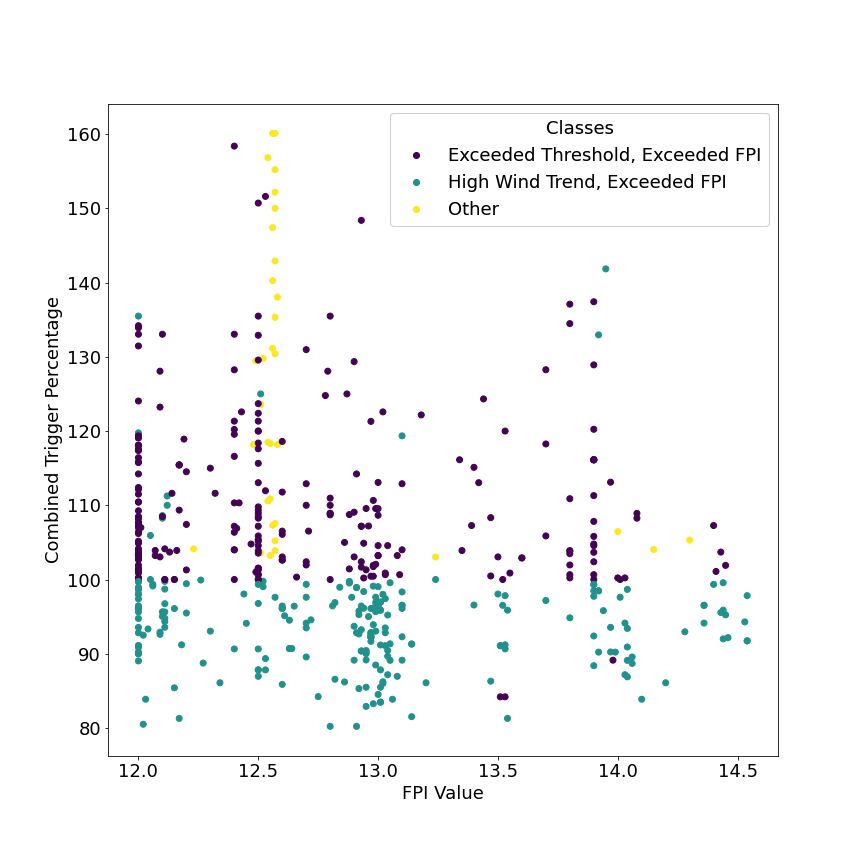 Classes
Exceeded Threshold, Exceeded FPI
High Wind Trend, Exceeded FPI
Other
Combined Trigger Percentage
160
150
140
130
120
110
100
90
80
12.0 12.5 13.0 13.5 14.0 14.5
FPI Value